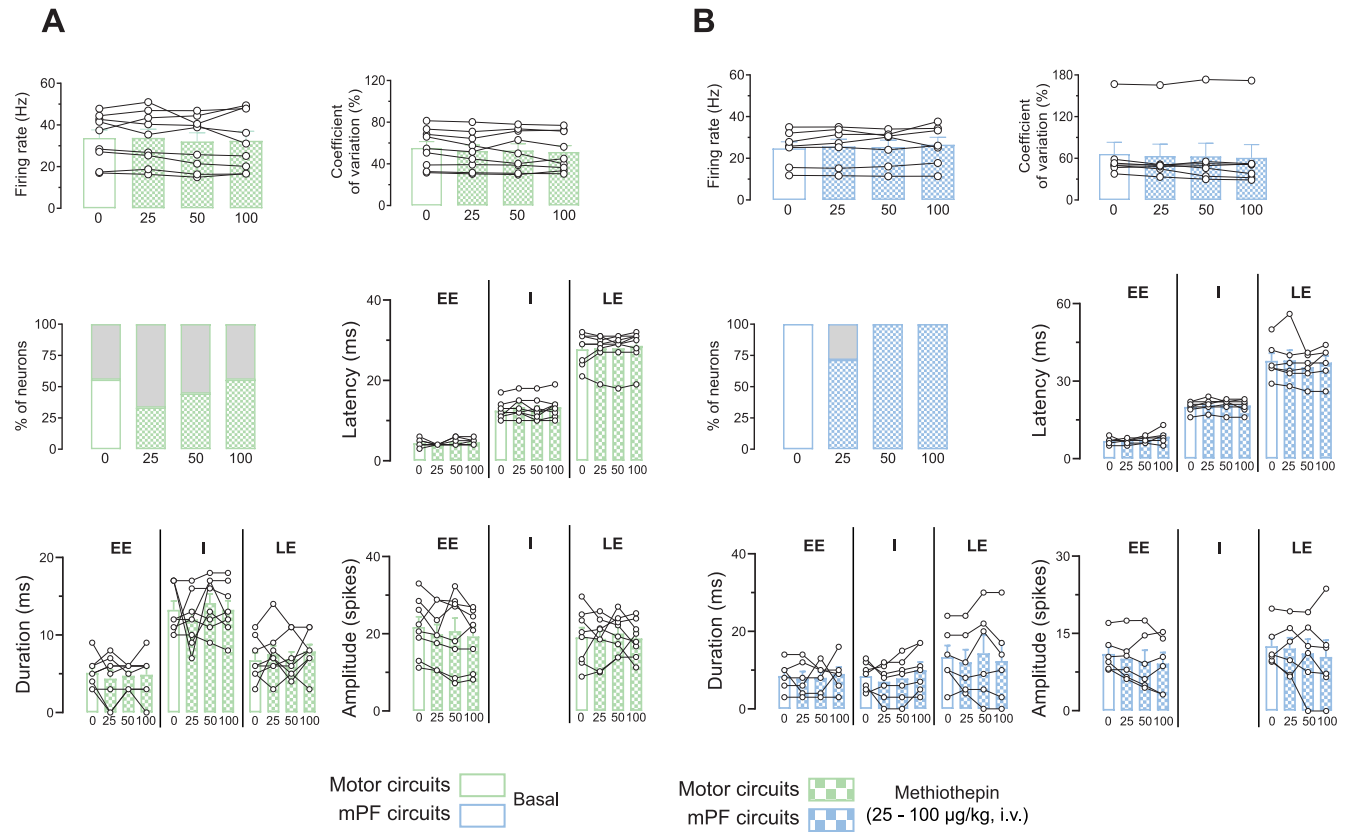 A
B
Firing rate (Hz)
60
40
20
0
0 25 50 100
Coefficient
of variation (%)
120
80
40
0
0 25 50 100
Firing rate (Hz)
60
40
20
0
0 25 50 100
Coefficient
of variation (%)
180
120
60
0
0 25 50 100
% of neurons
100
75
50
25
0
0 25 50 100
Latency (ms)
40
20
0
EE I LE
0 25 50 100 0 25 50 100 0 25 50 100
% of neurons
100
75
50
25
0
0 25 50 100
Latency (ms)
60
30
0
EE I LE
0 25 50 100 0 25 50 100 0 25 50 100
Duration (ms)
20
10
0
EE I LE
0 25 50 100 0 25 50 100 0 25 50 100
Amplitude (spikes)
40
20
0
EE I LE
0 25 50 100 0 25 50 100
Duration (ms)
40
20
0
EE I LE
0 25 50 100 0 25 50 100 0 25 50 100
Amplitude (spikes)
30
15
0
EE I LE
0 25 50 100 0 25 50 100
Motor circuits
mPF circuits
Basal
Motor circuits
mPF circuits
Methiothepin
(25 - 100 µg/kg, i.v.)